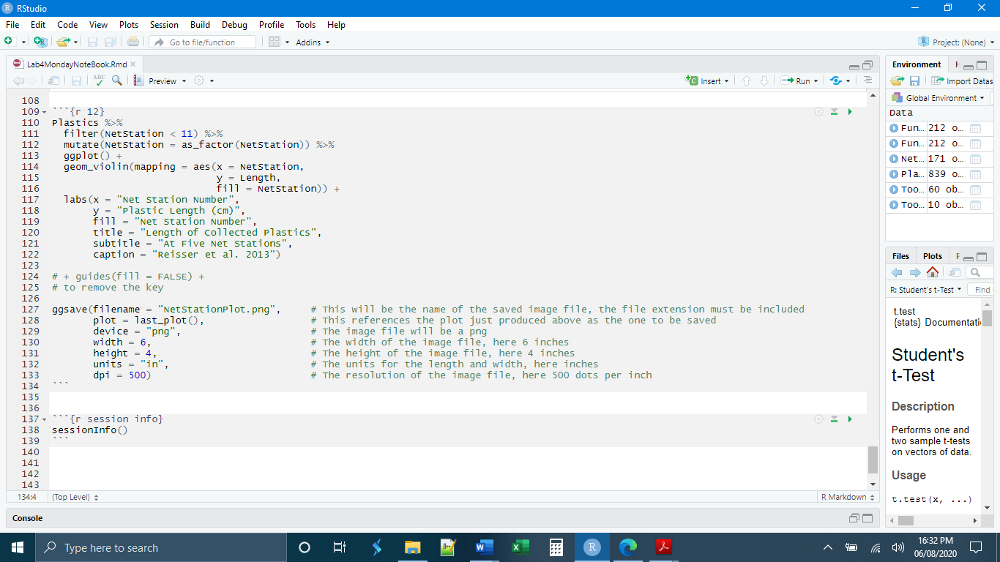 RStudio
File Edit Code View Plots Session Build Debug Profile Tools Help
Go to file/function Addins Project: (None)
Lab4MondayNoteBook.Rmd
ABC Preview Insert Run
108
109 ```{r 12}
110 Plastics %>%
111   filter(NetStation < 11) %>%
112   mutate(NetStation = as_factor(NetStation)) %>%
113   ggplot() +
114   geom_violin(mapping = aes(x = NetStation,
115                             y = Length,
116                             fill = NetStation)) +
117   labs(x = "Net Station Number",
118        y = "Plastic Length (cm)",
119        fill = "Net Station Number",
120        title = "Length of Collected Plastics",
121        subtitle = "At Five Net Stations",
122        caption = "Reisser et al. 2013")
123
124 # + guides(fill = FALSE) +
125 # to remove the key
126
127 ggsave(filename = "NetStationPlot.png",     # This will be the name of the saved image file, the file extension must be included
128        plot = last_plot(),                  # This references the plot just produced above as the one to be saved
129        device = "png",                      # The image file will be a png
130        width = 6,                           # The width of the image file, here 6 inches
131        height = 4,                          # The height of the image file, here 4 inches
132        units = "in",                        # The units for the length and width, here inches
133        dpi = 500)                           # The resolution of the image file, here 500 dots per inch
134 ```
135
136
137 ```{r session info}
138 sessionInfo()
139 ```
140
141
142
143
134:4 (Top Level) R Markdown
Console
Environment
Import Datas
Global Environment
Data
Fun... 212 o...
Fun... 212 o...
Net... 171 o...
Pla... 839 o...
Too... 60 ob...
Too... 10 ob...
Files Plots
R: Student's t-Test Find
t.test
{stats} Documentati
Student's
t-Test
Description
Performs one and
two sample t-tests
on vectors of data.
Usage
t.test(x, ...)
Type here to search
16:32 PM
06/08/2020